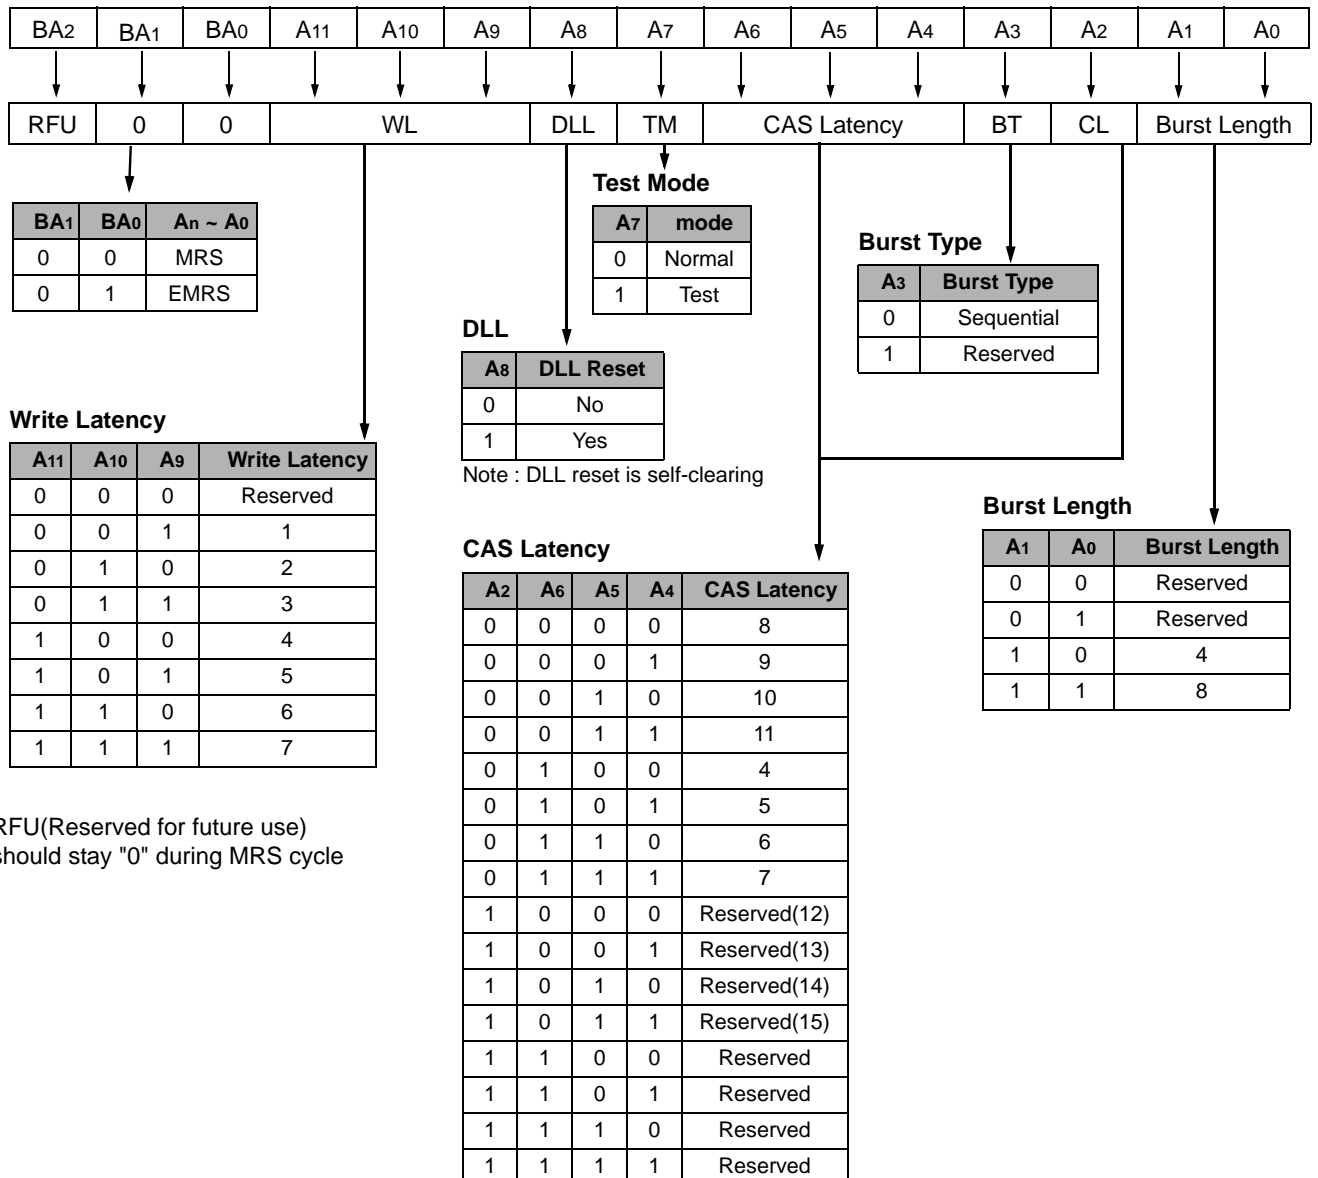 BA2 BA1 BA0 A11 A10 A9 A8 A7 A6 A5 A4 A3 A2 A1 A0
RFU 0 0 WL DLL TM CAS Latency BT CL Burst Length
BA1 BA0 An ~ A0
0 0 MRS
0 1 EMRS
Test Mode
A7 mode
0 Normal
1 Test
Burst Type
A3 Burst Type
0 Sequential
1 Reserved
DLL
A8 DLL Reset
0 No
1 Yes
Note : DLL reset is self-clearing
Write Latency
A11 A10 A9 Write Latency
0 0 0 Reserved
0 0 1 1
0 1 0 2
0 1 1 3
1 0 0 4
1 0 1 5
1 1 0 6
1 1 1 7
RFU(Reserved for future use)
should stay "0" during MRS cycle
CAS Latency
A2 A6 A5 A4 CAS Latency
0 0 0 0 8
0 0 0 1 9
0 0 1 0 10
0 0 1 1 11
0 1 0 0 4
0 1 0 1 5
0 1 1 0 6
0 1 1 1 7
1 0 0 0 Reserved(12)
1 0 0 1 Reserved(13)
1 0 1 0 Reserved(14)
1 0 1 1 Reserved(15)
1 1 0 0 Reserved
1 1 0 1 Reserved
1 1 1 0 Reserved
1 1 1 1 Reserved
Burst Length
A1 A0 Burst Length
0 0 Reserved
0 1 Reserved
1 0 4
1 1 8